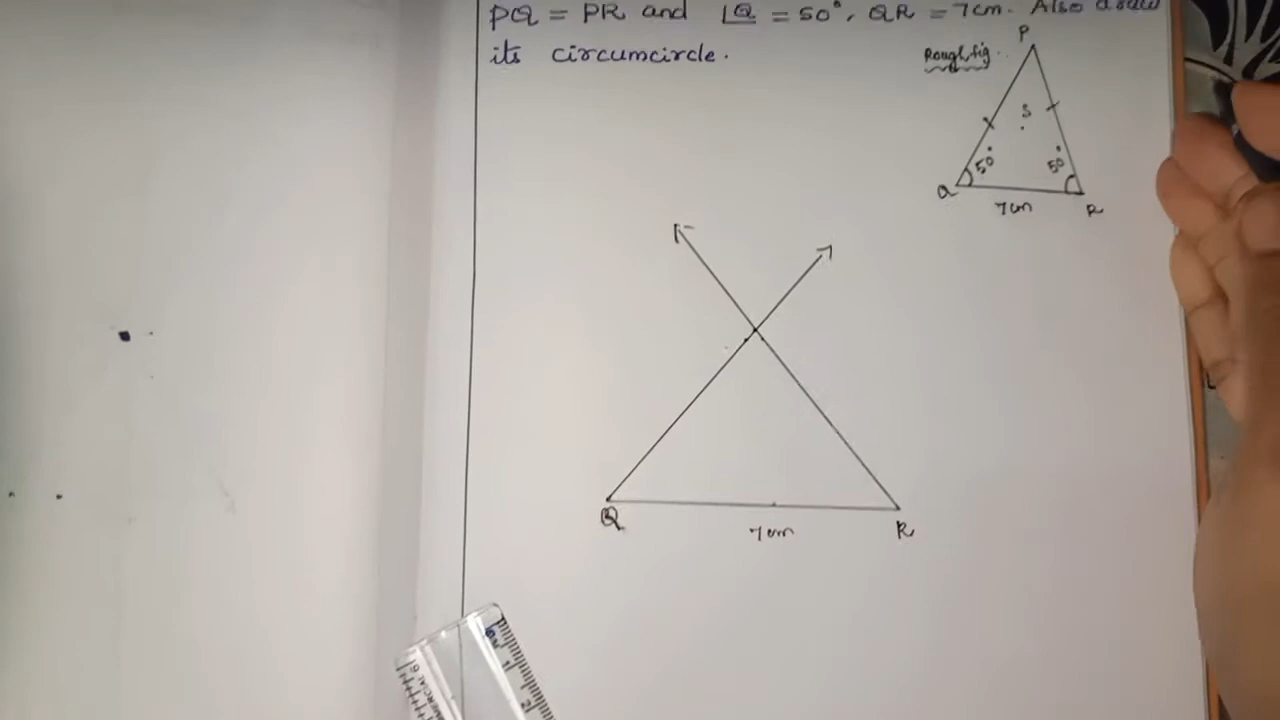 PQ = PR and ∠Q = 50°, QR = 7cm. Also draw
its circumcircle.
Rough fig.
P
S
50°
50°
Q
7cm
R
Q
7cm
R